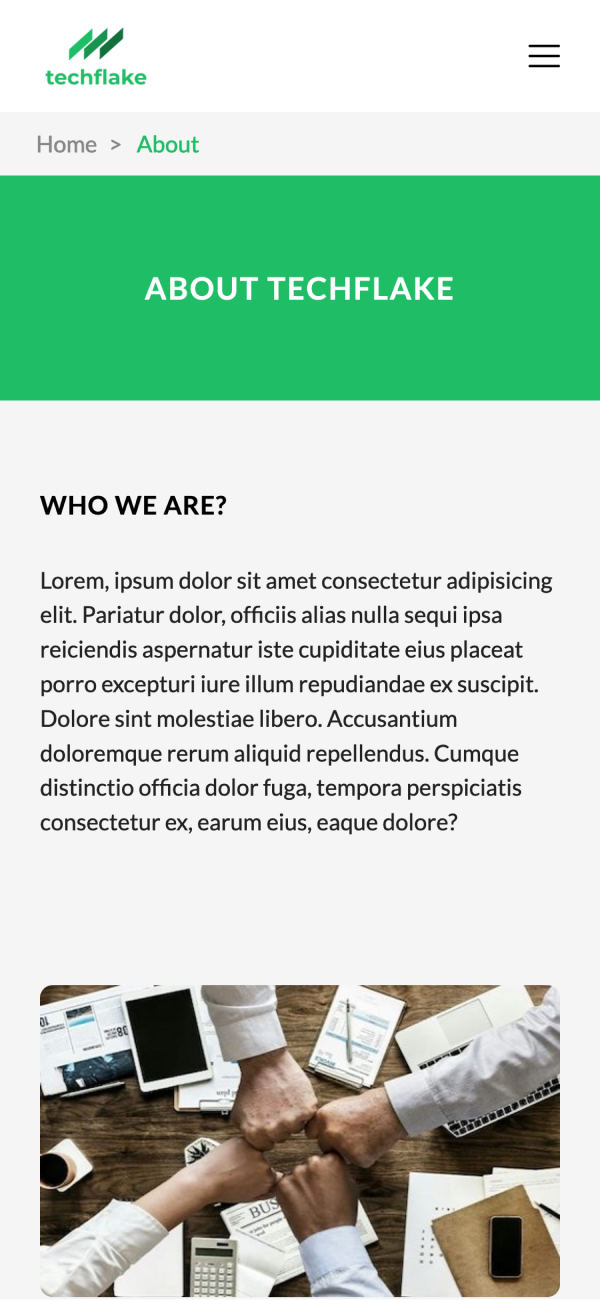 techflake
Home > About
ABOUT TECHFLAKE
WHO WE ARE?
Lorem, ipsum dolor sit amet consectetur adipisicing
elit. Pariatur dolor, officiis alias nulla sequi ipsa
reiciendis aspernatur iste cupiditate eius placeat
porro excepturi iure illum repudiandae ex suscipit.
Dolore sint molestiae libero. Accusantium
doloremque rerum aliquid repellendus. Cumque
distinctio officia dolor fuga, tempora perspiciatis
consectetur ex, earum eius, eaque dolore?
BUS